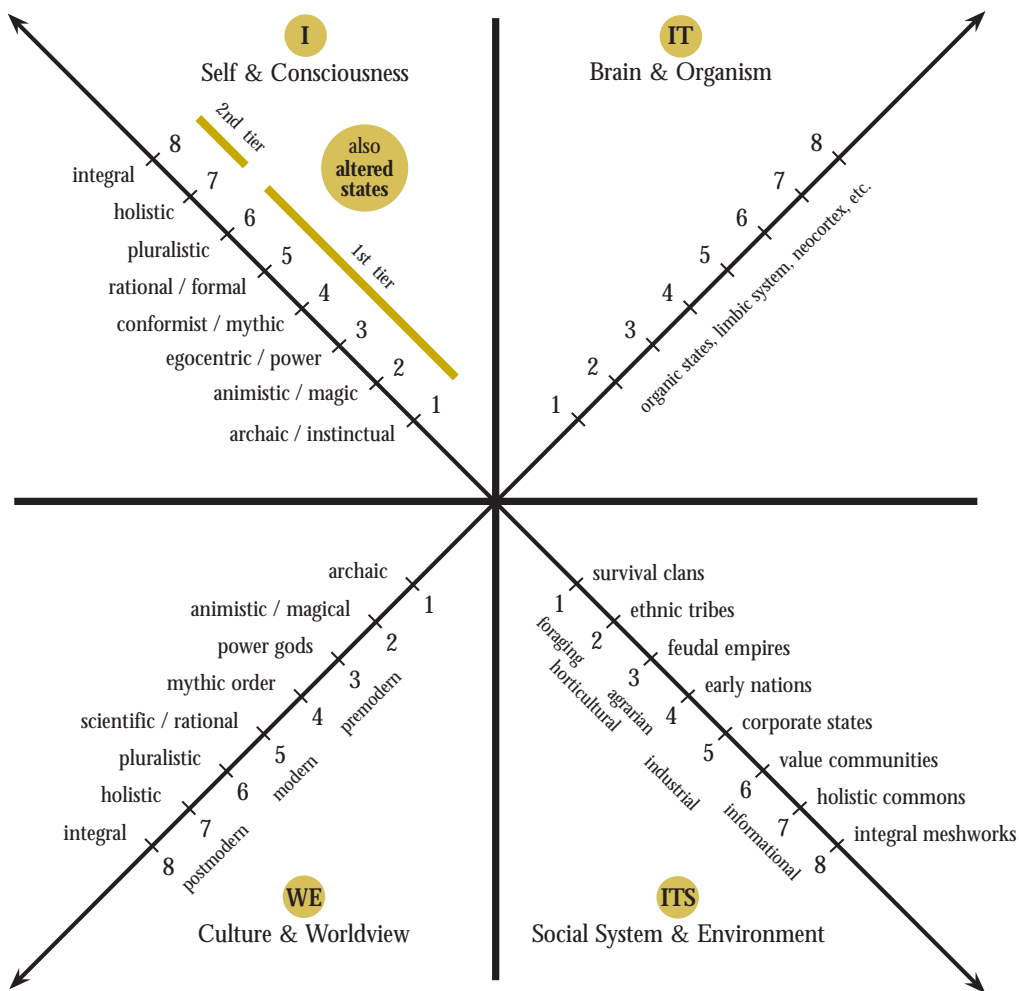 I
Self & Consciousness
2nd tier
also
altered
states
1st tier
8
integral
7
holistic
6
pluralistic
5
rational / formal
4
conformist / mythic
3
egocentric / power
2
animistic / magic
1
archaic / instinctual
IT
Brain & Organism
8
7
6
5
4
3
2
1
organic states, limbic system, neocortex, etc.
archaic
1
animistic / magical
2
power gods
3
mythic order
4
premodern
scientific / rational
5
modern
pluralistic
6
holistic
7
integral
8
postmodern
WE
Culture & Worldview
survival clans
1
ethnic tribes
foraging
2
feudal empires
horticultural
3
early nations
agrarian
4
corporate states
5
value communities
industrial
6
holistic commons
informational
7
integral meshworks
8
ITS
Social System & Environment